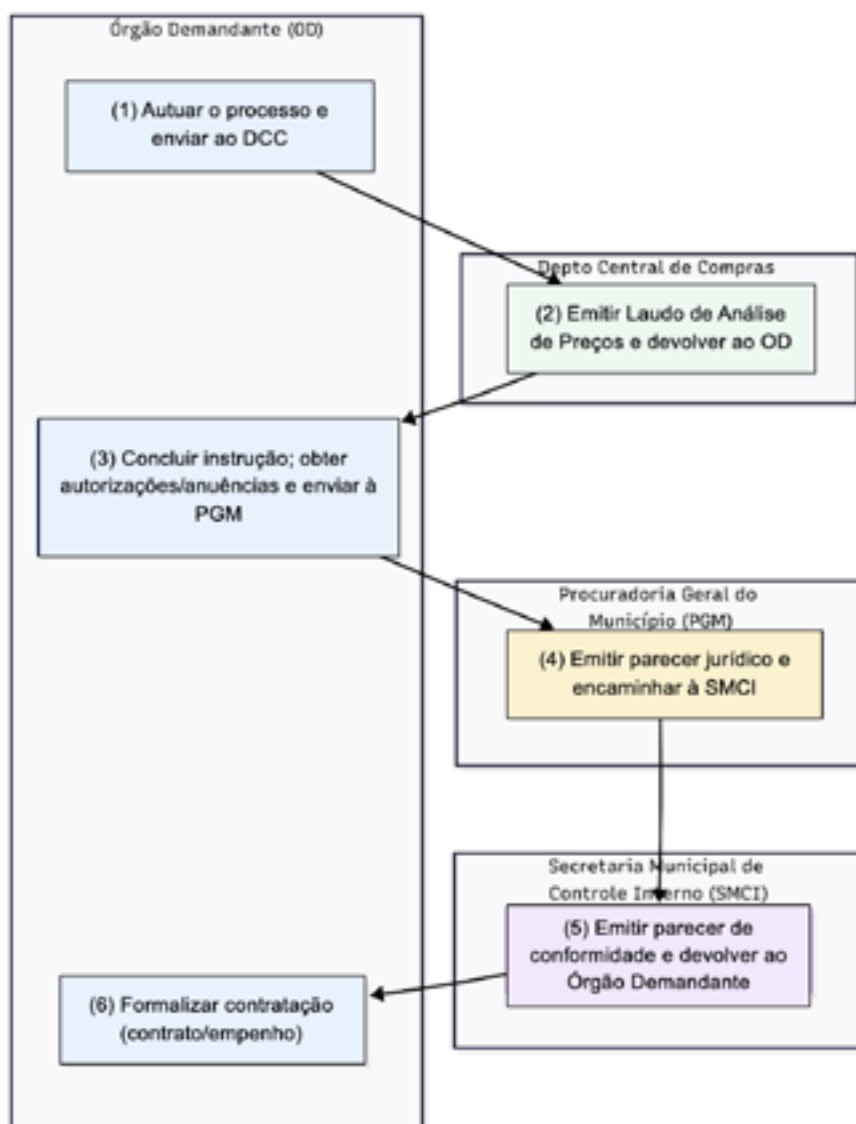 Órgão Demandante (OD)
(1) Autuar o processo e
enviar ao DCC
Depto Central de Compras
(2) Emitir Laudo de Análise
de Preços e devolver ao OD
(3) Concluir instrução; obter
autorizações/anuências e enviar à
PGM
Procuradoria Geral do
Município (PGM)
(4) Emitir parecer jurídico e
encaminhar à SMCI
Secretaria Municipal de
Controle Interno (SMCI)
(5) Emitir parecer de
conformidade e devolver ao
Órgão Demandante
(6) Formalizar contratação
(contrato/empenho)